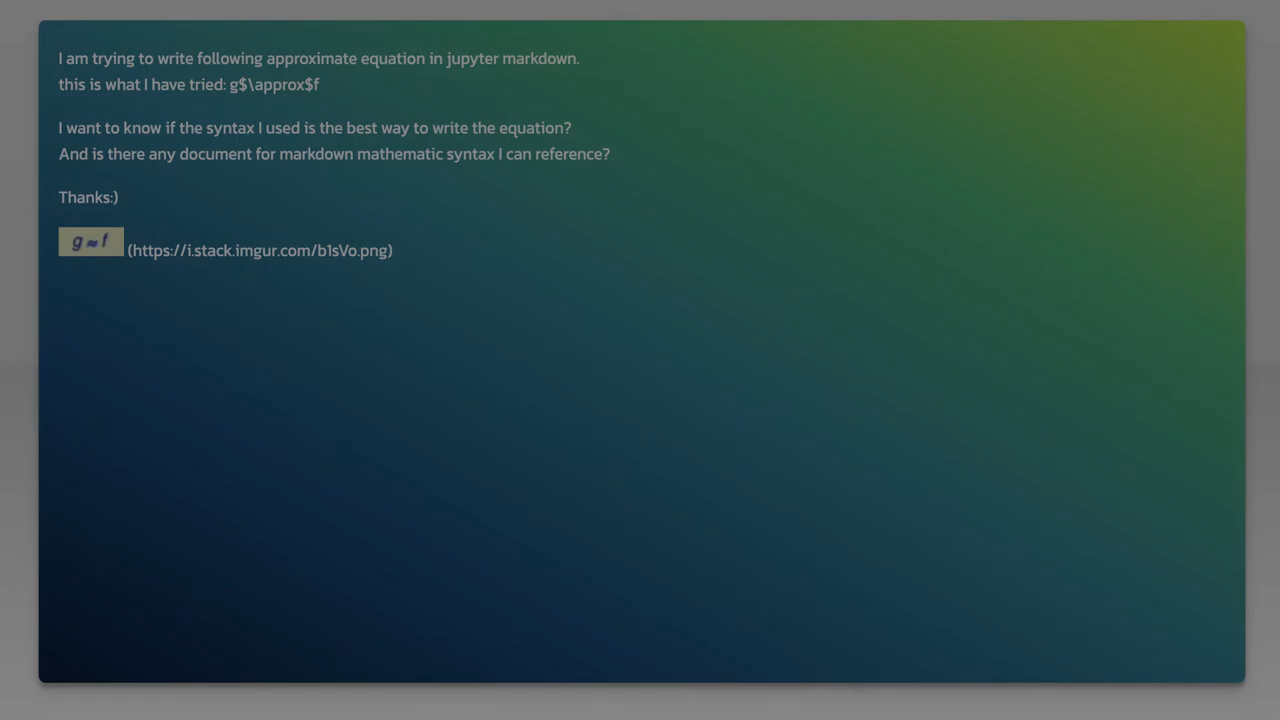 I am trying to write following approximate equation in jupyter markdown.
this is what I have tried: g$\approx$f
I want to know if the syntax I used is the best way to write the equation?
And is there any document for markdown mathematic syntax I can reference?
Thanks:)
g ≈ f (https://i.stack.imgur.com/b1sVo.png)